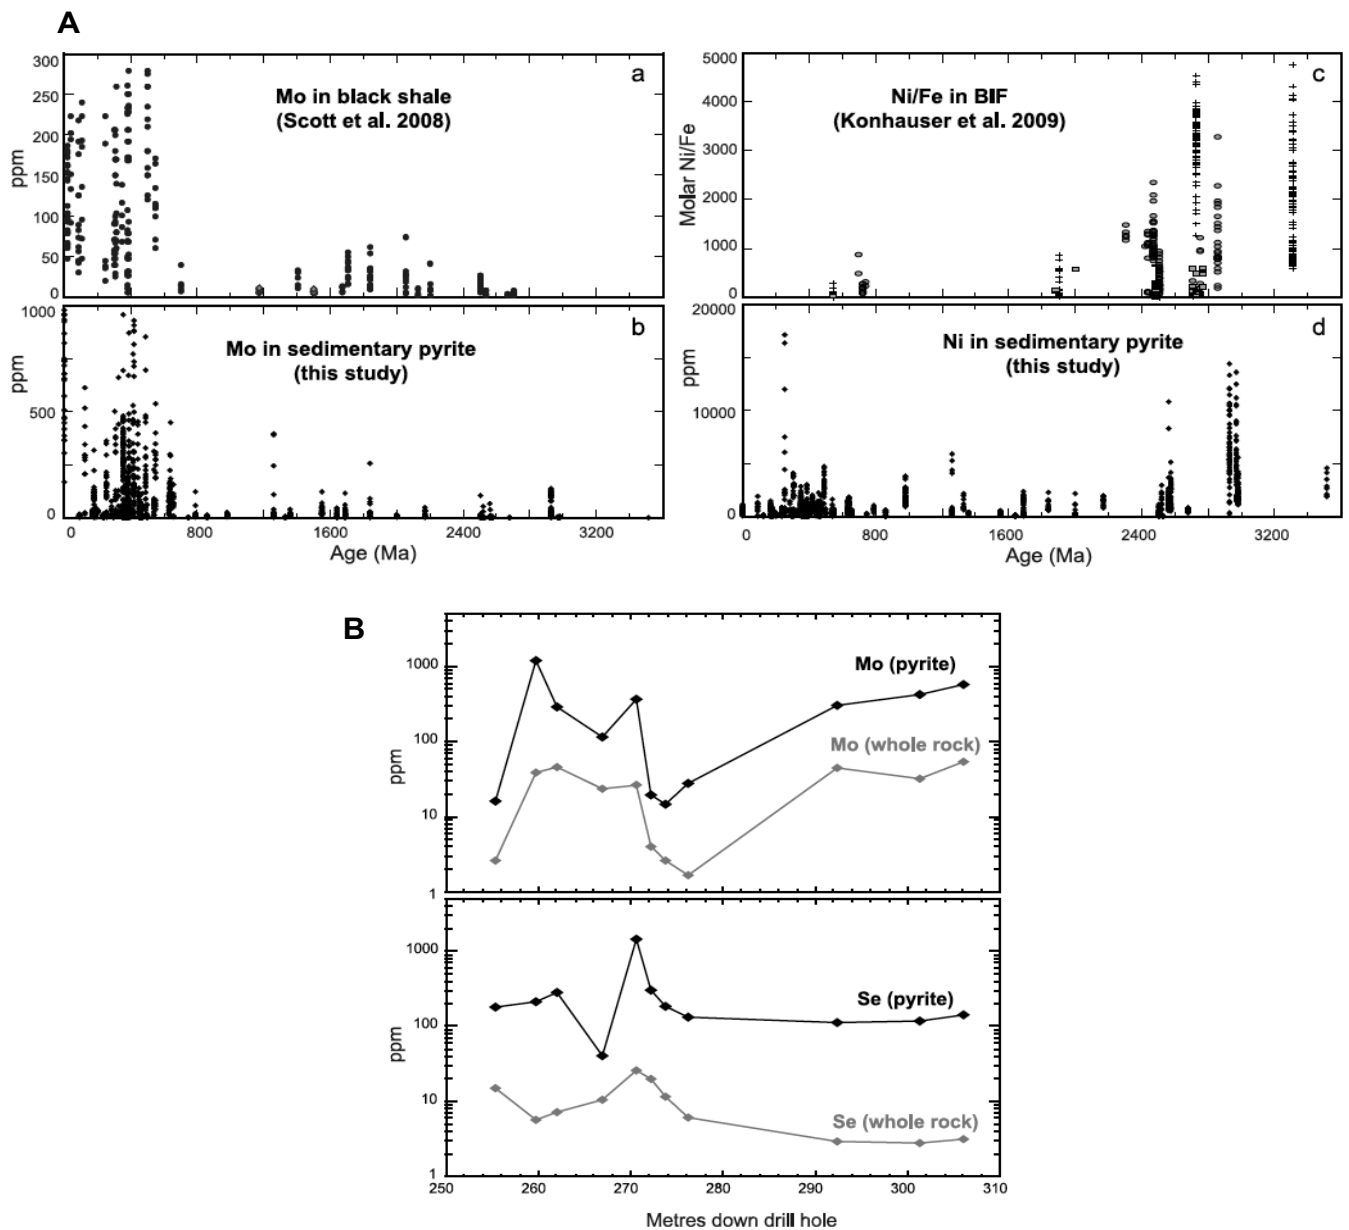 A
a
Mo in black shale
(Scott et al. 2008)
300
250
200
150
100
50
0
ppm
b
Mo in sedimentary pyrite
(this study)
1000
500
0
ppm
0 800 1600 2400 3200
Age (Ma)
c
Ni/Fe in BIF
(Konhauser et al. 2009)
5000
4000
3000
2000
1000
0
Molar Ni/Fe
d
Ni in sedimentary pyrite
(this study)
20000
10000
0
ppm
0 800 1600 2400 3200
Age (Ma)
B
1000
100
10
1
ppm
Mo (pyrite)
Mo (whole rock)
1000
100
10
1
ppm
Se (pyrite)
Se (whole rock)
250 260 270 280 290 300 310
Metres down drill hole